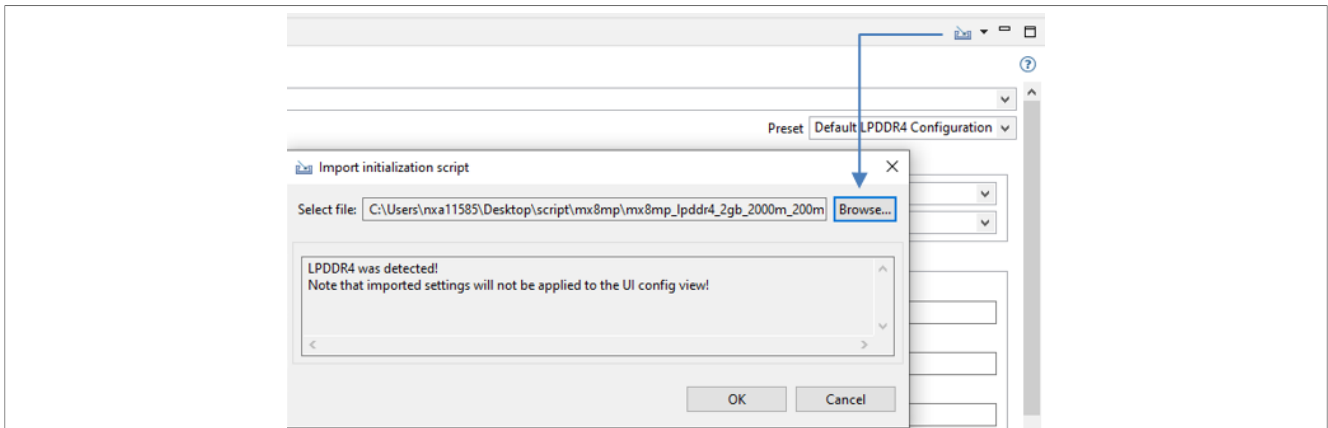 Preset Default LPDDR4 Configuration
Import initialization script
Select file: C:\Users\nxa11585\Desktop\script\mx8mp\mx8mp_lpddr4_2gb_2000m_200m Browse...
LPDDR4 was detected!
Note that imported settings will not be applied to the UI config view!
OK Cancel